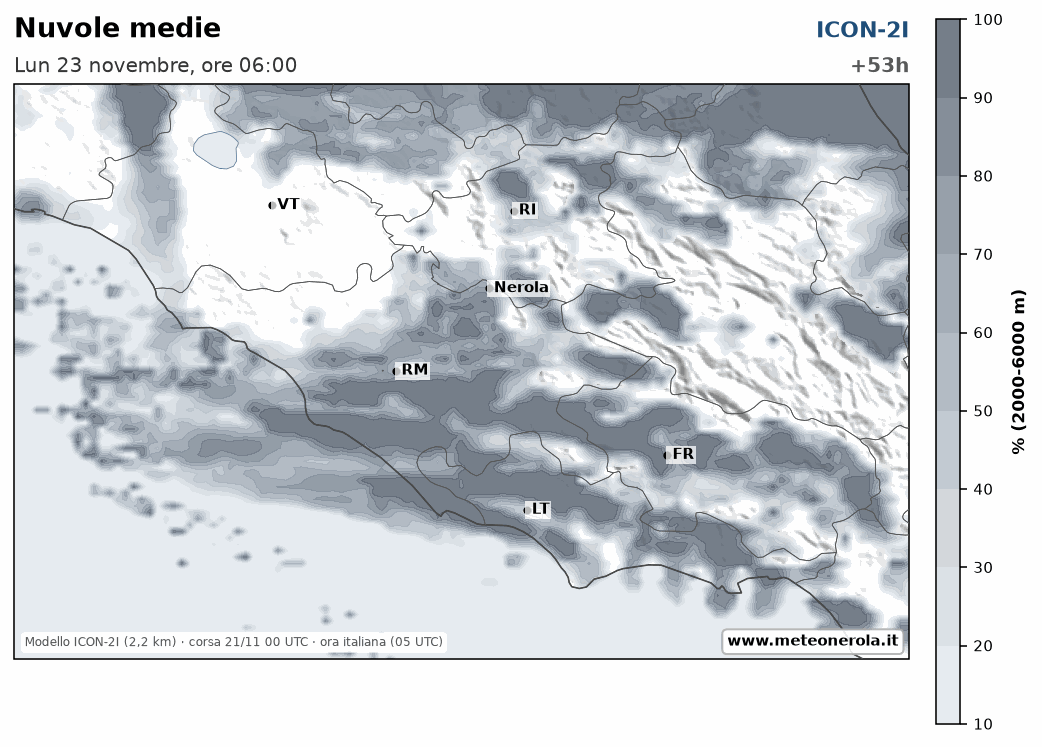 Nuvole medie
ICON-2I
Lun 23 novembre, ore 06:00
+53h
100
90
80
70
60
50
40
30
20
10
% (2000-6000 m)
VT
RI
Nerola
RM
FR
LT
Modello ICON-2I (2,2 km) · corsa 21/11 00 UTC · ora italiana (05 UTC)
www.meteonerola.it